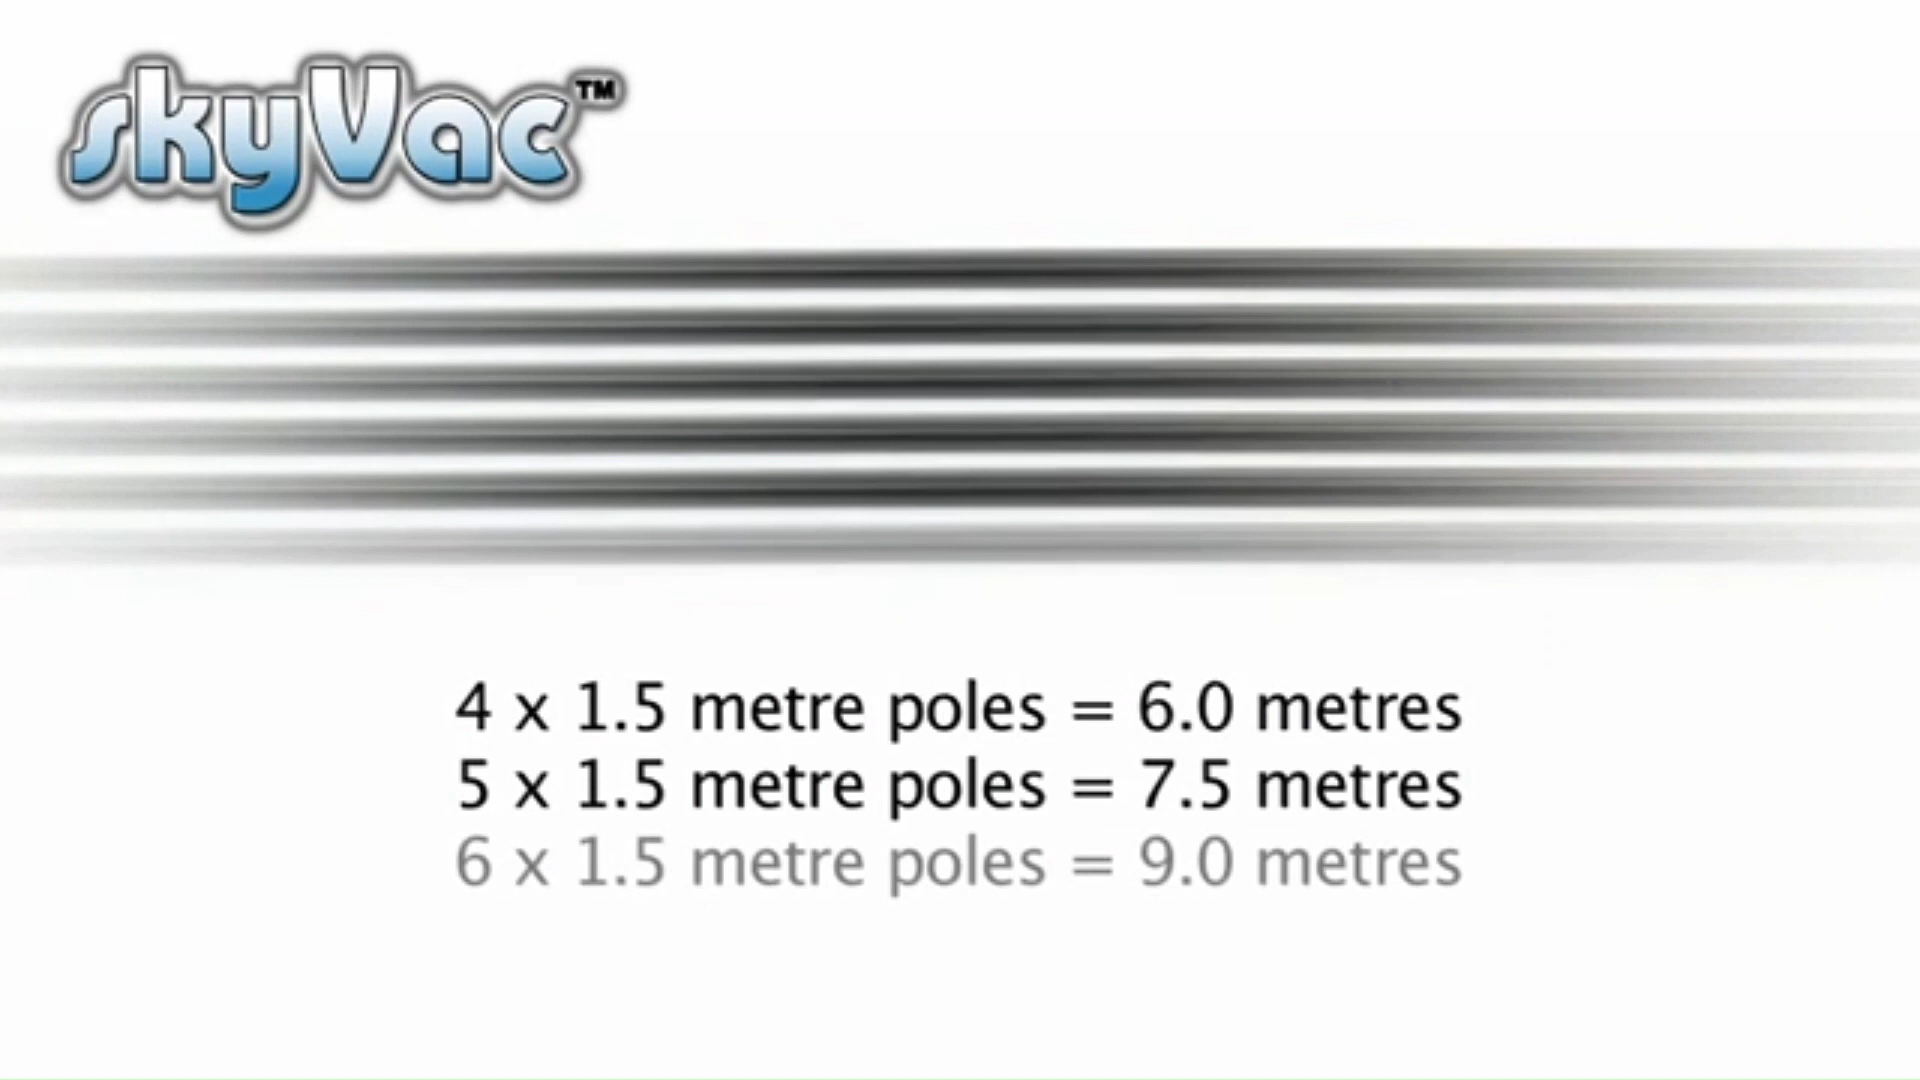 skyVac™
4 x 1.5 metre poles = 6.0 metres
5 x 1.5 metre poles = 7.5 metres
6 x 1.5 metre poles = 9.0 metres